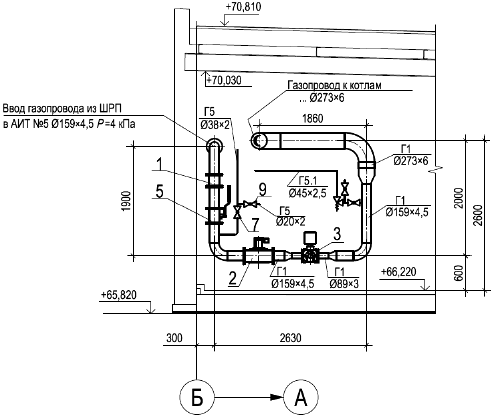 +70,810
+70,030
Газопровод к котлам
... Ø273×6
Ввод газопровода из ШРП
в АИТ №5 Ø159×4,5 P=4 кПа
Г5
Ø38×2
1860
Г1
Ø273×6
1
5
9
7
Г5.1
Ø45×2,5
Г5
Ø20×2
3
Г1
Ø159×4,5
1900
2000
2600
2
Г1
Ø159×4,5
Г1
Ø89×3
+66,220
600
+65,820
300
2630
Б
А